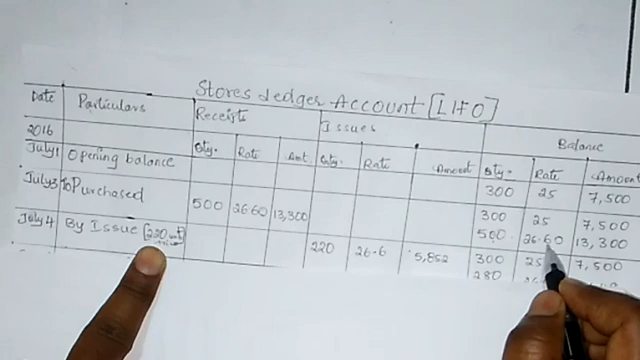 Stores Ledger Account [LIFO]
Date Particulars Receipts Issues Balance
2016 Qty. Rate Amt. Qty. Rate Amount Qty. Rate Amount
July 1 Opening balance 300 25 7,500
July 3 To Purchased 500 26.60 13,300 300 25 7,500
500 26.60 13,300
July 4 By Issue [220 unit] 220 26.6 5,852 300 25 7,500
280